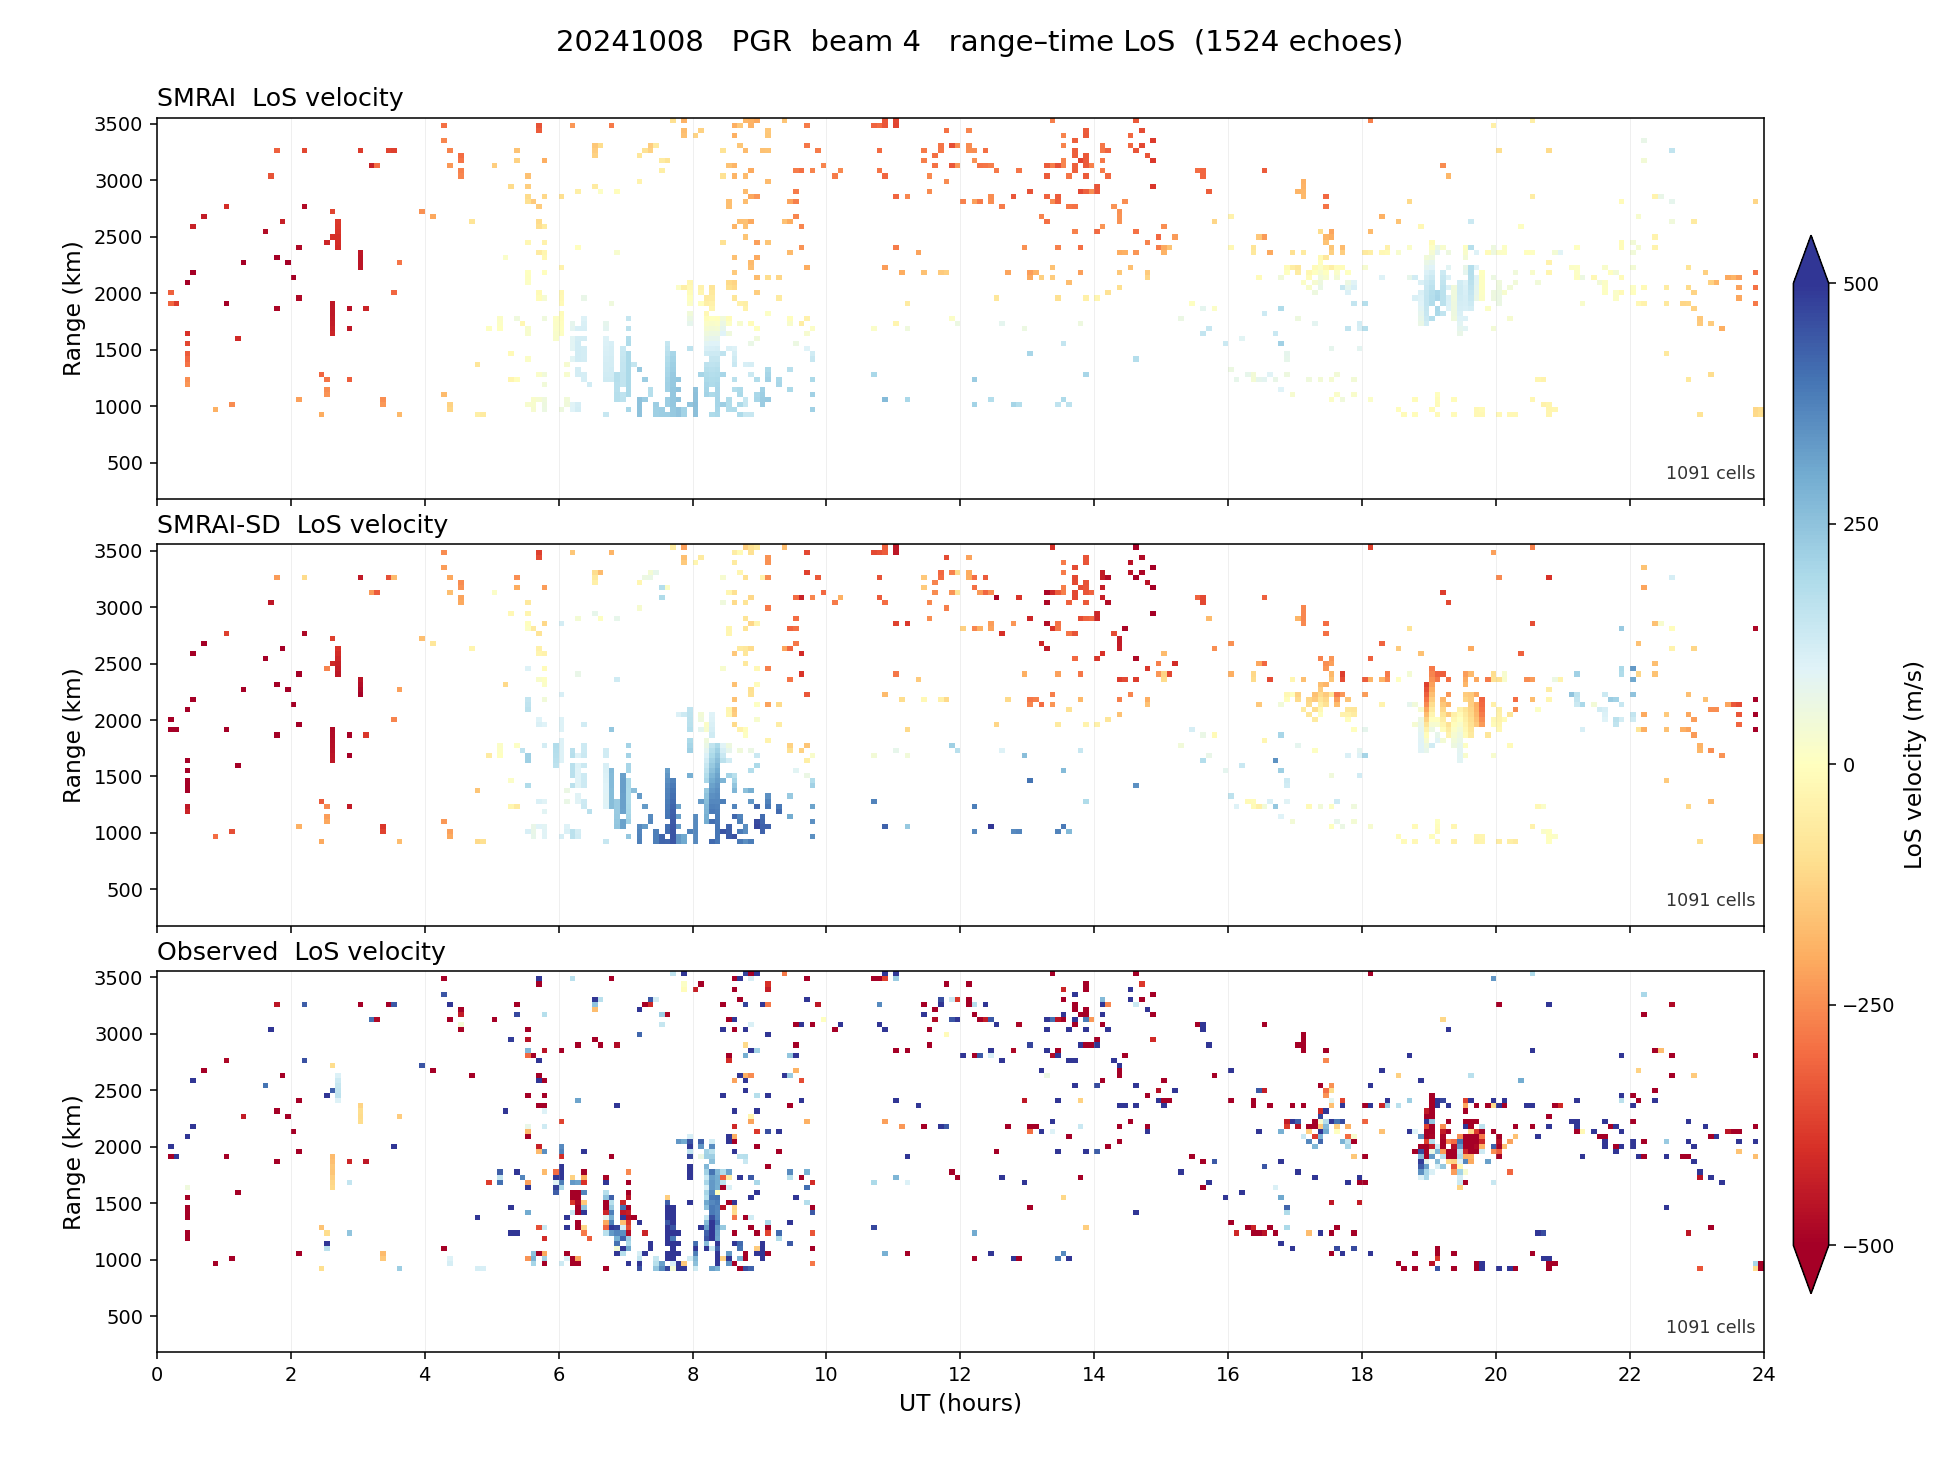 20241008   PGR  beam 4   range–time LoS  (1524 echoes)
SMRAI  LoS velocity
3500
3000
2500
2000
1500
1000
500
Range (km)
1091 cells
SMRAI-SD  LoS velocity
3500
3000
2500
2000
1500
1000
500
Range (km)
1091 cells
Observed  LoS velocity
3500
3000
2500
2000
1500
1000
500
Range (km)
1091 cells
0 2 4 6 8 10 12 14 16 18 20 22 24
UT (hours)
500
250
0
−250
−500
LoS velocity (m/s)